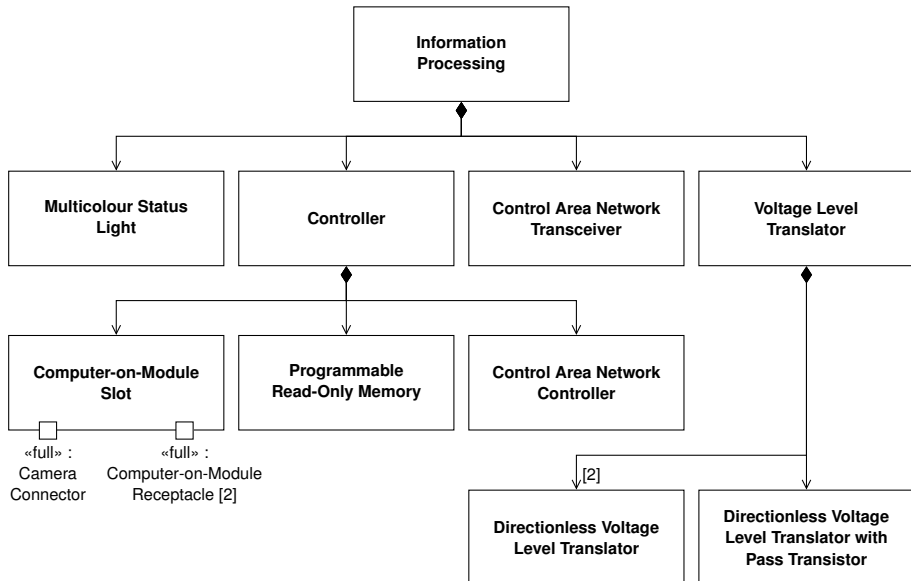 Information
Processing
Multicolour Status
Light
Controller
Control Area Network
Transceiver
Voltage Level
Translator
Computer-on-Module
Slot
Programmable
Read-Only Memory
Control Area Network
Controller
«full» :
Camera
Connector
«full» :
Computer-on-Module
Receptacle [2]
[2]
Directionless Voltage
Level Translator
Directionless Voltage
Level Translator with
Pass Transistor